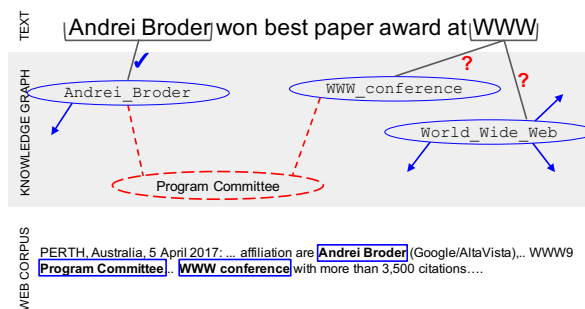 TEXT
Andrei Broder won best paper award at WWW
KNOWLEDGE GRAPH
✔
?
?
Andrei_Broder
WWW_conference
World_Wide_Web
Program Committee
WEB CORPUS
PERTH, Australia, 5 April 2017: ... affiliation are Andrei Broder (Google/AltaVista),.. WWW9
Program Committee.. WWW conference with more than 3,500 citations....